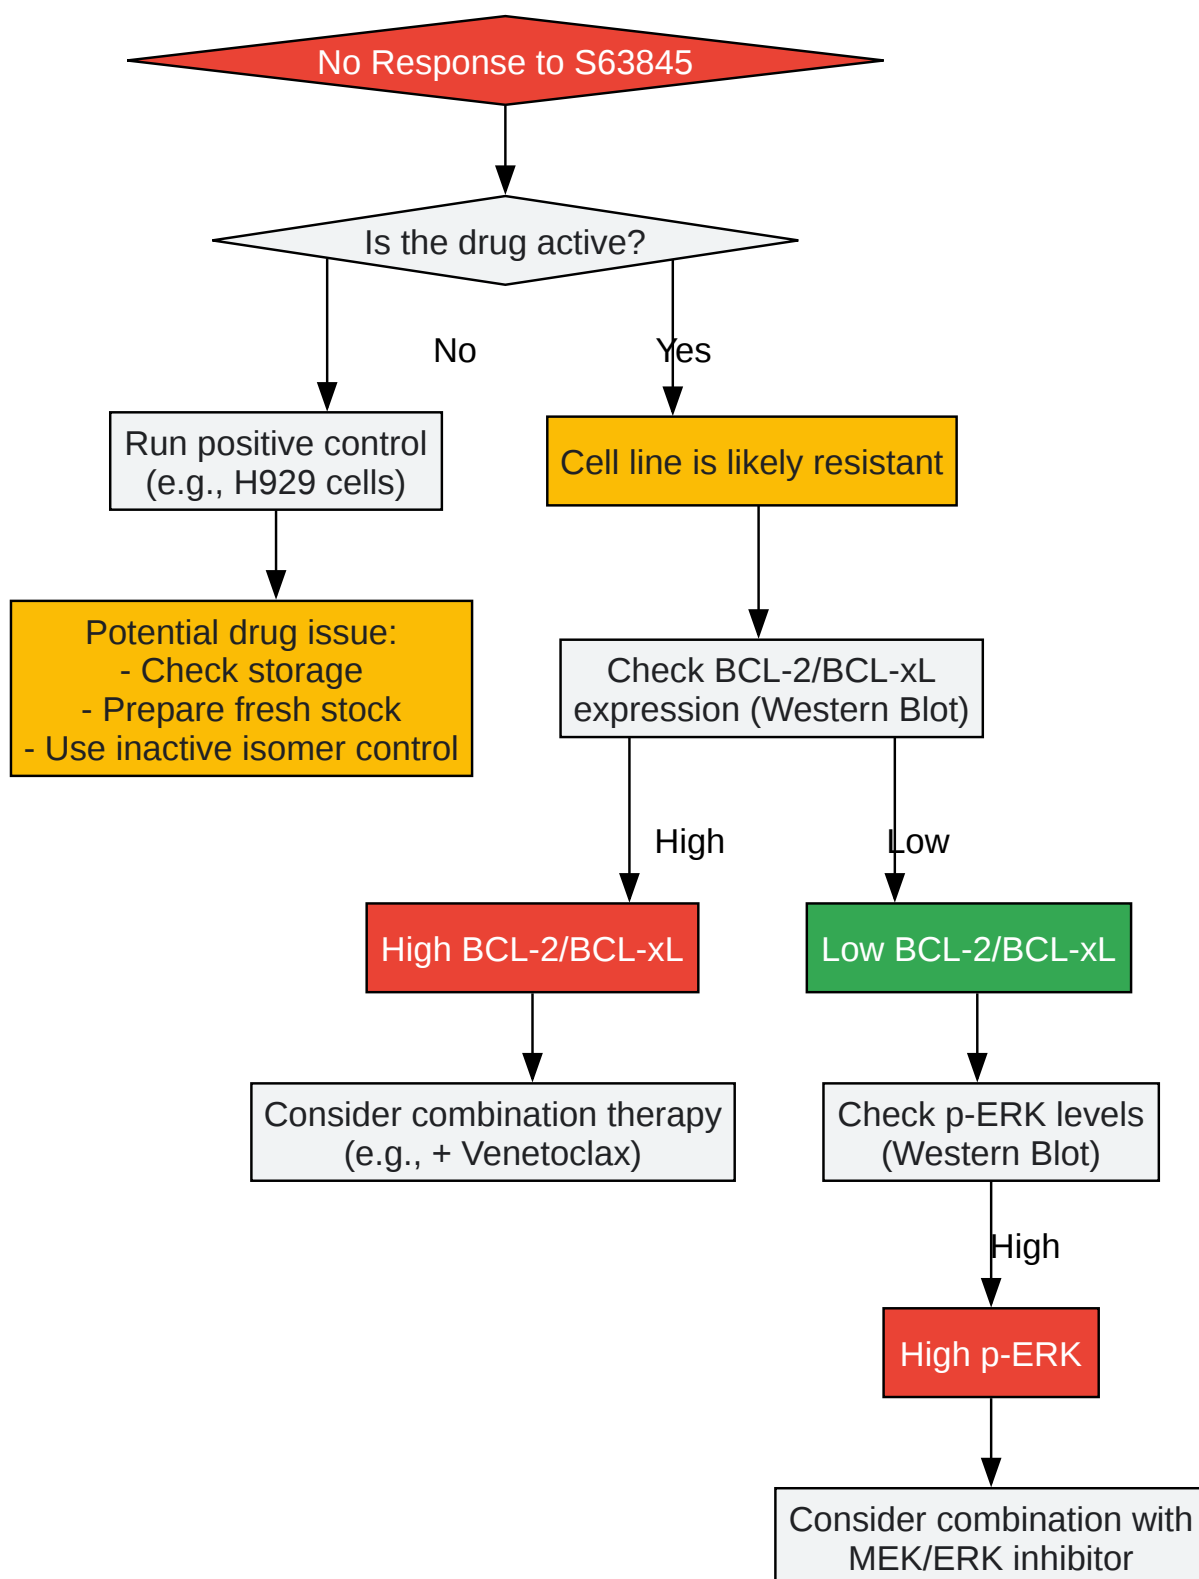 No Response to S63845
Is the drug active?
No
Yes
Run positive control
(e.g., H929 cells)
Cell line is likely resistant
Potential drug issue:
- Check storage
- Prepare fresh stock
- Use inactive isomer control
Check BCL-2/BCL-xL
expression (Western Blot)
High
Low
High BCL-2/BCL-xL
Low BCL-2/BCL-xL
Consider combination therapy
(e.g., + Venetoclax)
Check p-ERK levels
(Western Blot)
High
High p-ERK
Consider combination with
MEK/ERK inhibitor